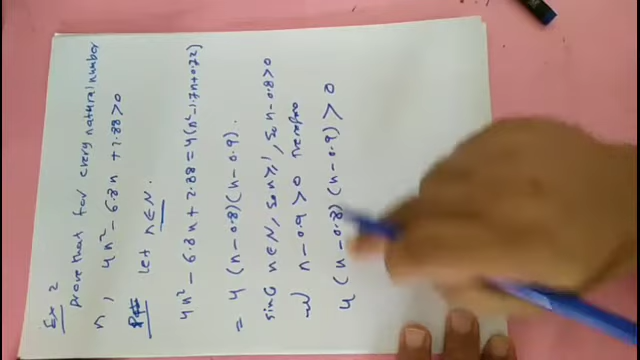 Ex 2
prove that for every natural number
n, 4n² - 6.8n + 2.88 > 0
Pf: let n ∈ N.
4n² - 6.8n + 2.88 = 4(n² - 1.7n + 0.72)
= 4 (n - 0.8)(n - 0.9).
n ∈ N, so n ≥ 1, so n - 0.8 > 0
n - 0.9 > 0 Therefore
4 (n - 0.8)(n - 0.9) > 0